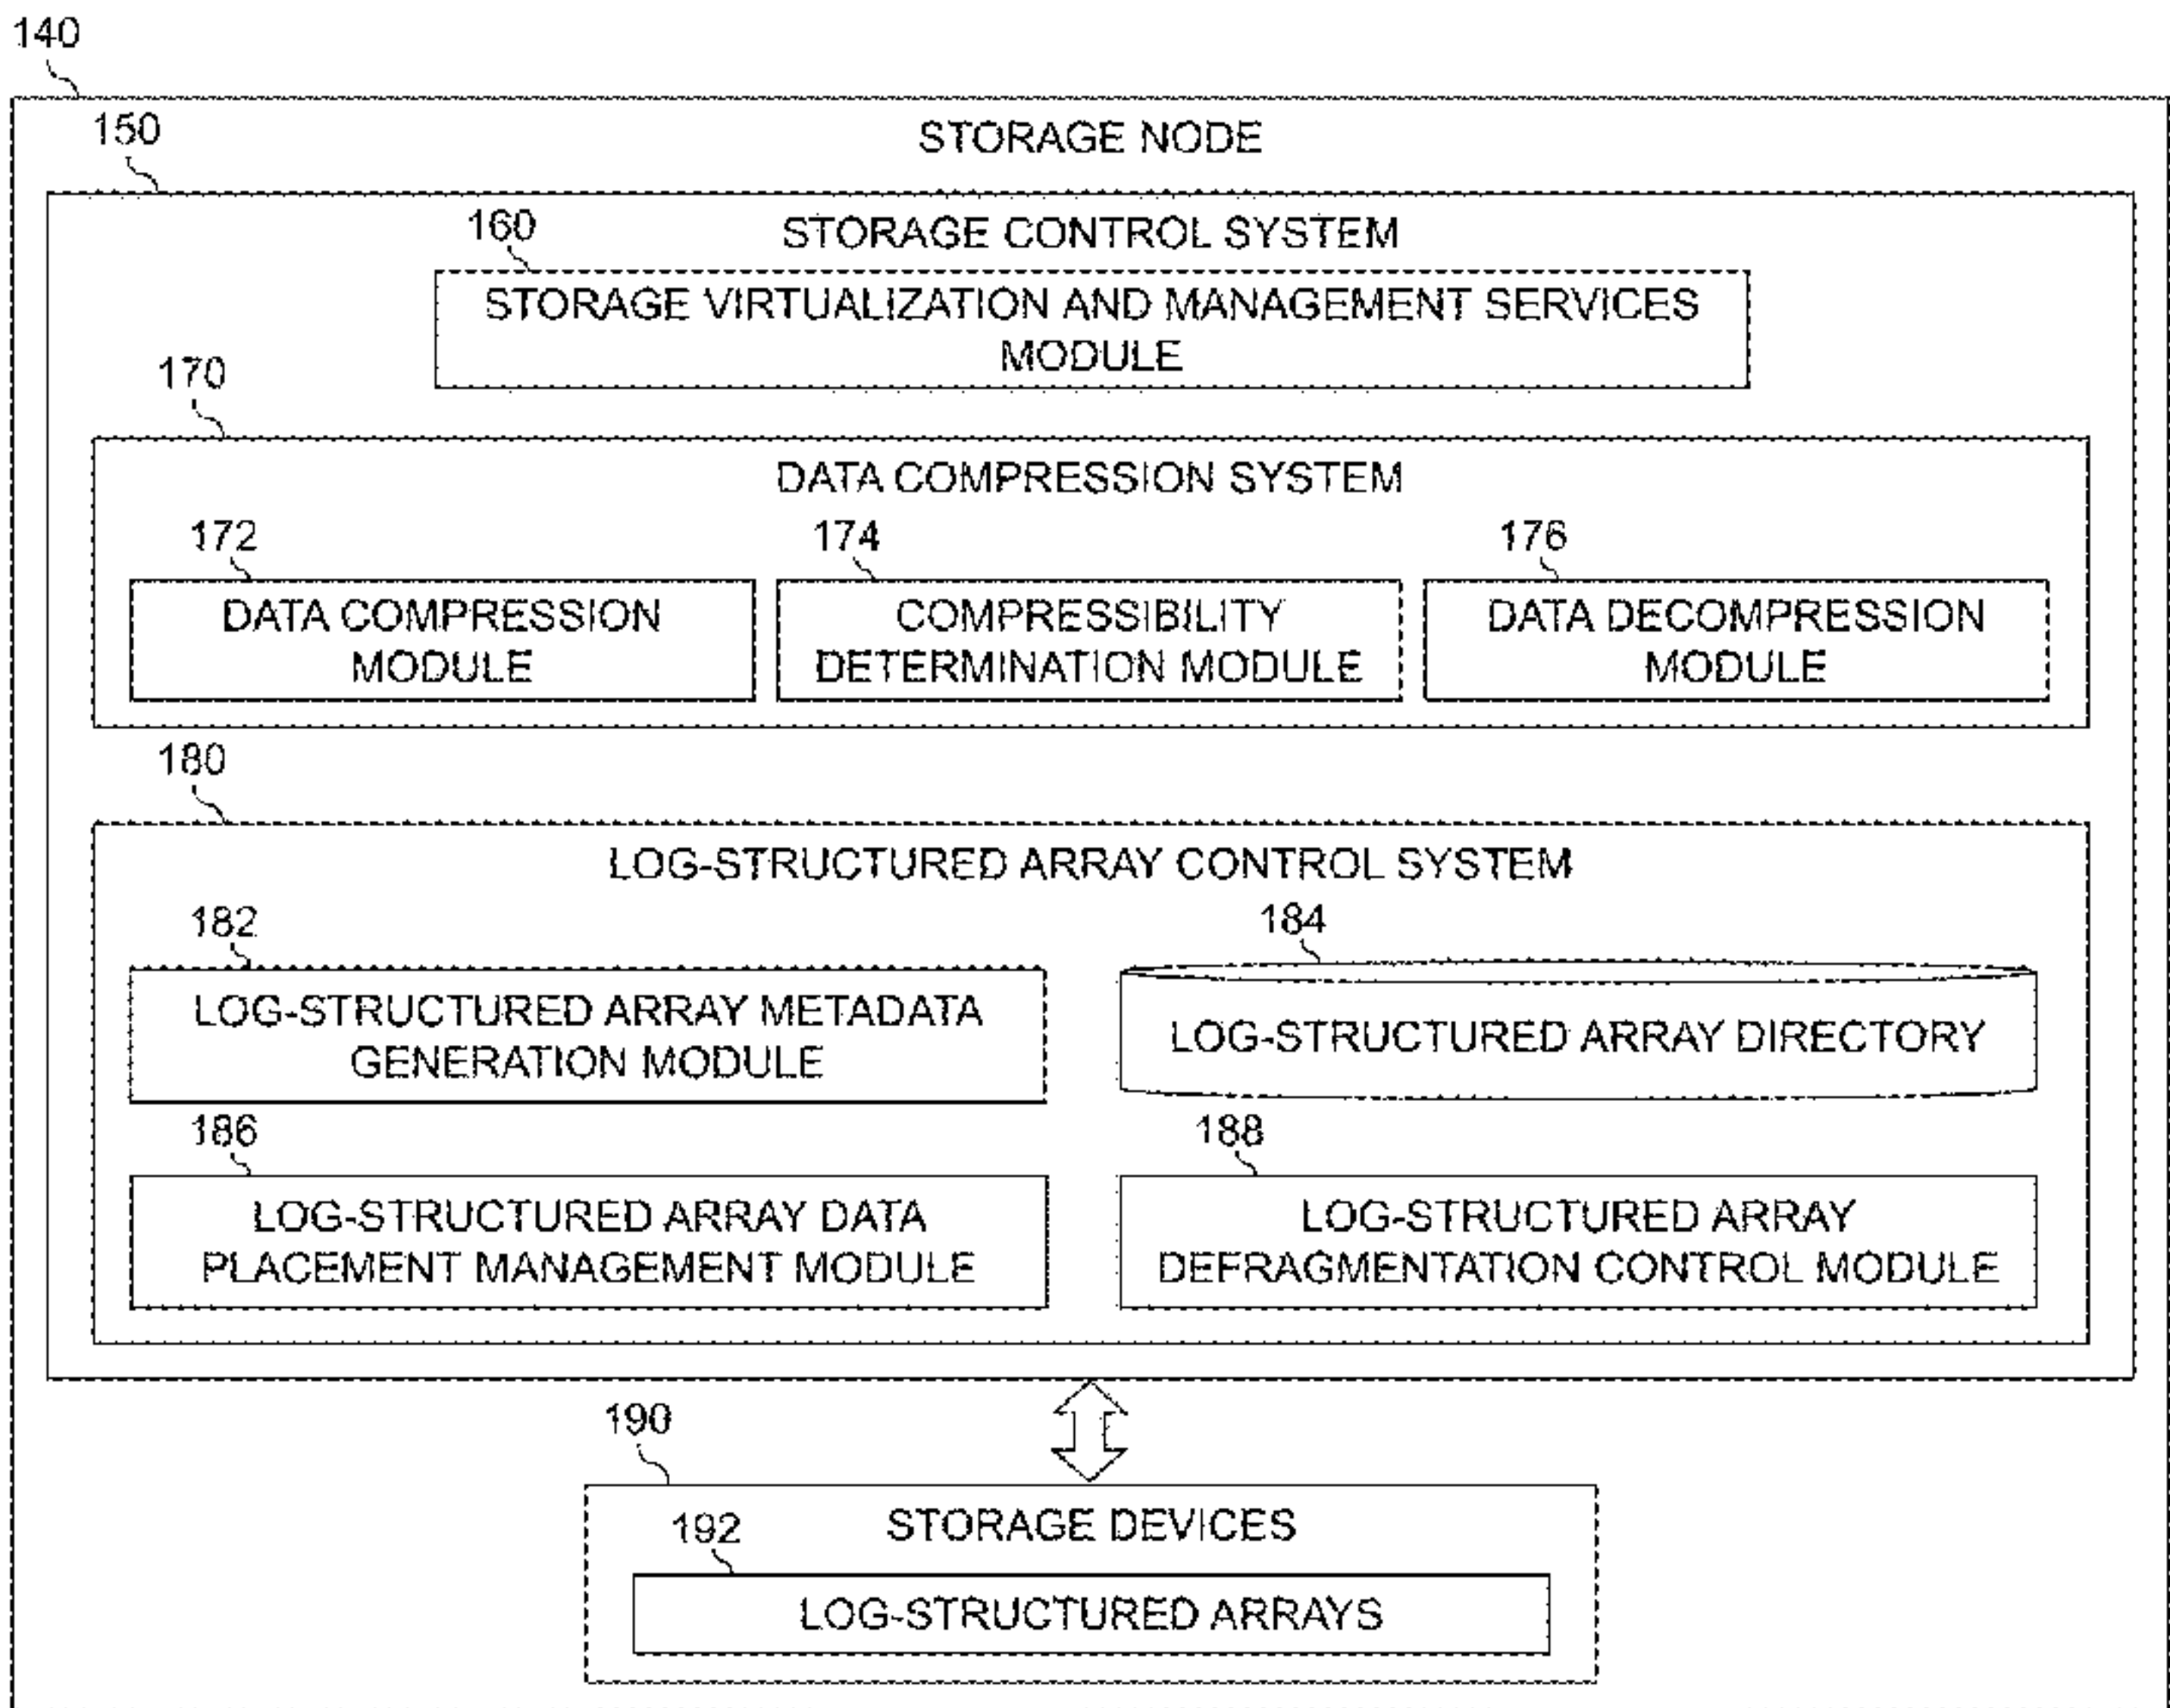 140
STORAGE NODE
150
STORAGE CONTROL SYSTEM
160
STORAGE VIRTUALIZATION AND MANAGEMENT SERVICES
MODULE
170
DATA COMPRESSION SYSTEM
172
DATA COMPRESSION
MODULE
174
COMPRESSIBILITY
DETERMINATION MODULE
176
DATA DECOMPRESSION
MODULE
180
LOG-STRUCTURED ARRAY CONTROL SYSTEM
182
LOG-STRUCTURED ARRAY METADATA
GENERATION MODULE
184
LOG-STRUCTURED ARRAY DIRECTORY
186
LOG-STRUCTURED ARRAY DATA
PLACEMENT MANAGEMENT MODULE
188
LOG-STRUCTURED ARRAY
DEFRAGMENTATION CONTROL MODULE
190
STORAGE DEVICES
192
LOG-STRUCTURED ARRAYS